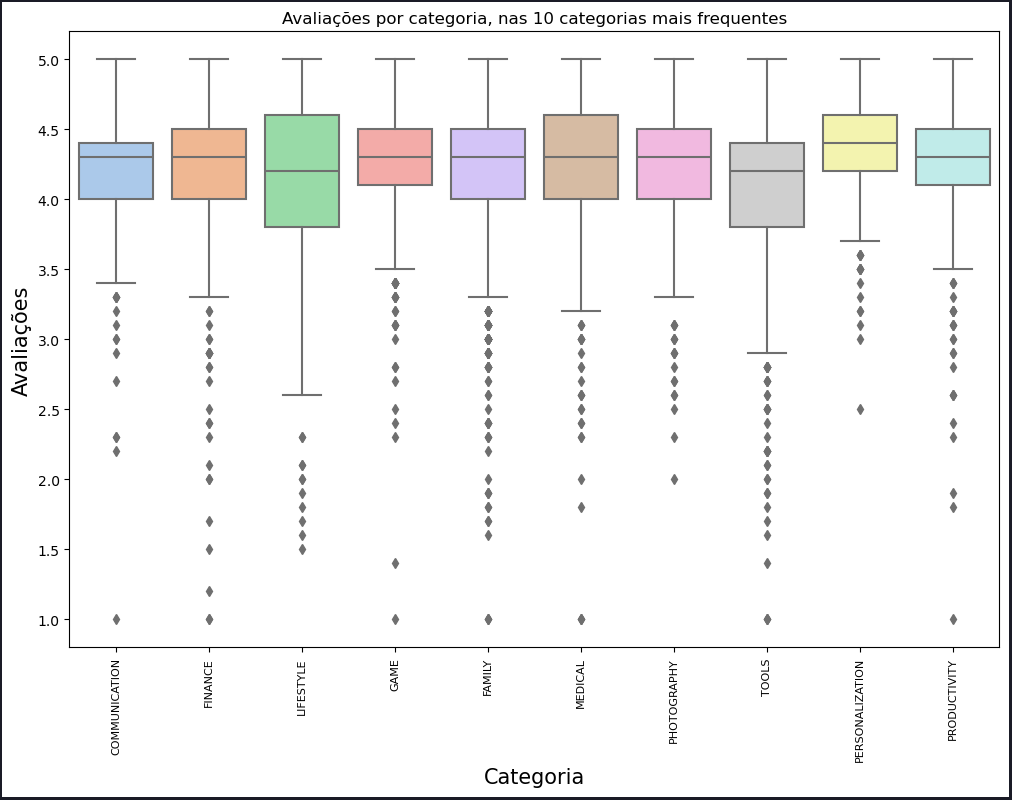 Avaliações por categoria, nas 10 categorias mais frequentes
Avaliações
5.0
4.5
4.0
3.5
3.0
2.5
2.0
1.5
1.0
COMMUNICATION
FINANCE
LIFESTYLE
GAME
FAMILY
MEDICAL
PHOTOGRAPHY
TOOLS
PERSONALIZATION
PRODUCTIVITY
Categoria